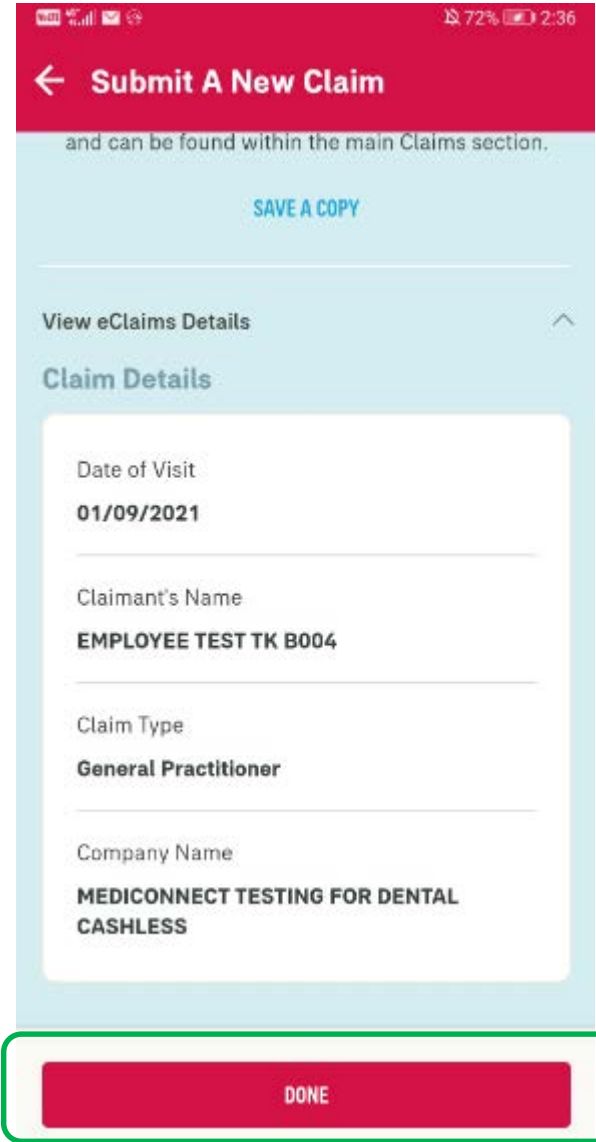 72% 2:36
Submit A New Claim
and can be found within the main Claims section.
SAVE A COPY
View eClaims Details
Claim Details
Date of Visit
01/09/2021
Claimant's Name
EMPLOYEE TEST TK B004
Claim Type
General Practitioner
Company Name
MEDICONNECT TESTING FOR DENTAL
CASHLESS
DONE